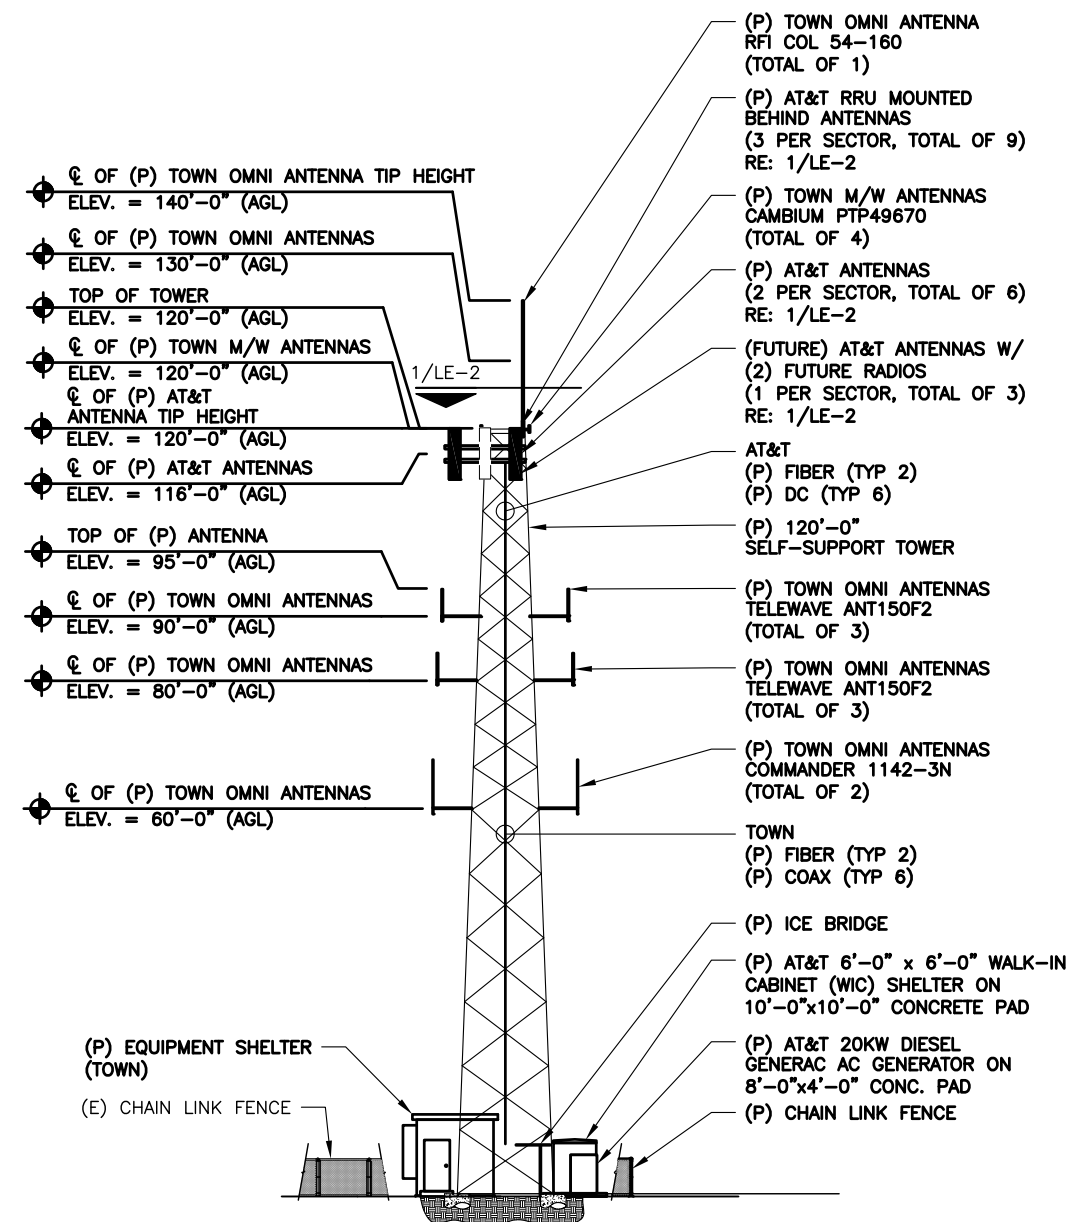 ℄ OF (P) TOWN OMNI ANTENNA TIP HEIGHT
ELEV. = 140'-0" (AGL)
℄ OF (P) TOWN OMNI ANTENNAS
ELEV. = 130'-0" (AGL)
TOP OF TOWER
ELEV. = 120'-0" (AGL)
℄ OF (P) TOWN M/W ANTENNAS
ELEV. = 120'-0" (AGL)
℄ OF (P) AT&T
ANTENNA TIP HEIGHT
ELEV. = 120'-0" (AGL)
℄ OF (P) AT&T ANTENNAS
ELEV. = 116'-0" (AGL)
TOP OF (P) ANTENNA
ELEV. = 95'-0" (AGL)
℄ OF (P) TOWN OMNI ANTENNAS
ELEV. = 90'-0" (AGL)
℄ OF (P) TOWN OMNI ANTENNAS
ELEV. = 80'-0" (AGL)
℄ OF (P) TOWN OMNI ANTENNAS
ELEV. = 60'-0" (AGL)
(P) EQUIPMENT SHELTER
(TOWN)
(E) CHAIN LINK FENCE
1/LE-2
(P) TOWN OMNI ANTENNA
RFI COL 54-160
(TOTAL OF 1)
(P) AT&T RRU MOUNTED
BEHIND ANTENNAS
(3 PER SECTOR, TOTAL OF 9)
RE: 1/LE-2
(P) TOWN M/W ANTENNAS
CAMBIUM PTP49670
(TOTAL OF 4)
(P) AT&T ANTENNAS
(2 PER SECTOR, TOTAL OF 6)
RE: 1/LE-2
(FUTURE) AT&T ANTENNAS W/
(2) FUTURE RADIOS
(1 PER SECTOR, TOTAL OF 3)
RE: 1/LE-2
AT&T
(P) FIBER (TYP 2)
(P) DC (TYP 6)
(P) 120'-0"
SELF-SUPPORT TOWER
(P) TOWN OMNI ANTENNAS
TELEWAVE ANT150F2
(TOTAL OF 3)
(P) TOWN OMNI ANTENNAS
TELEWAVE ANT150F2
(TOTAL OF 3)
(P) TOWN OMNI ANTENNAS
COMMANDER 1142-3N
(TOTAL OF 2)
TOWN
(P) FIBER (TYP 2)
(P) COAX (TYP 6)
(P) ICE BRIDGE
(P) AT&T 6'-0" x 6'-0" WALK-IN
CABINET (WIC) SHELTER ON
10'-0"x10'-0" CONCRETE PAD
(P) AT&T 20KW DIESEL
GENERAC AC GENERATOR ON
8'-0"x4'-0" CONC. PAD
(P) CHAIN LINK FENCE